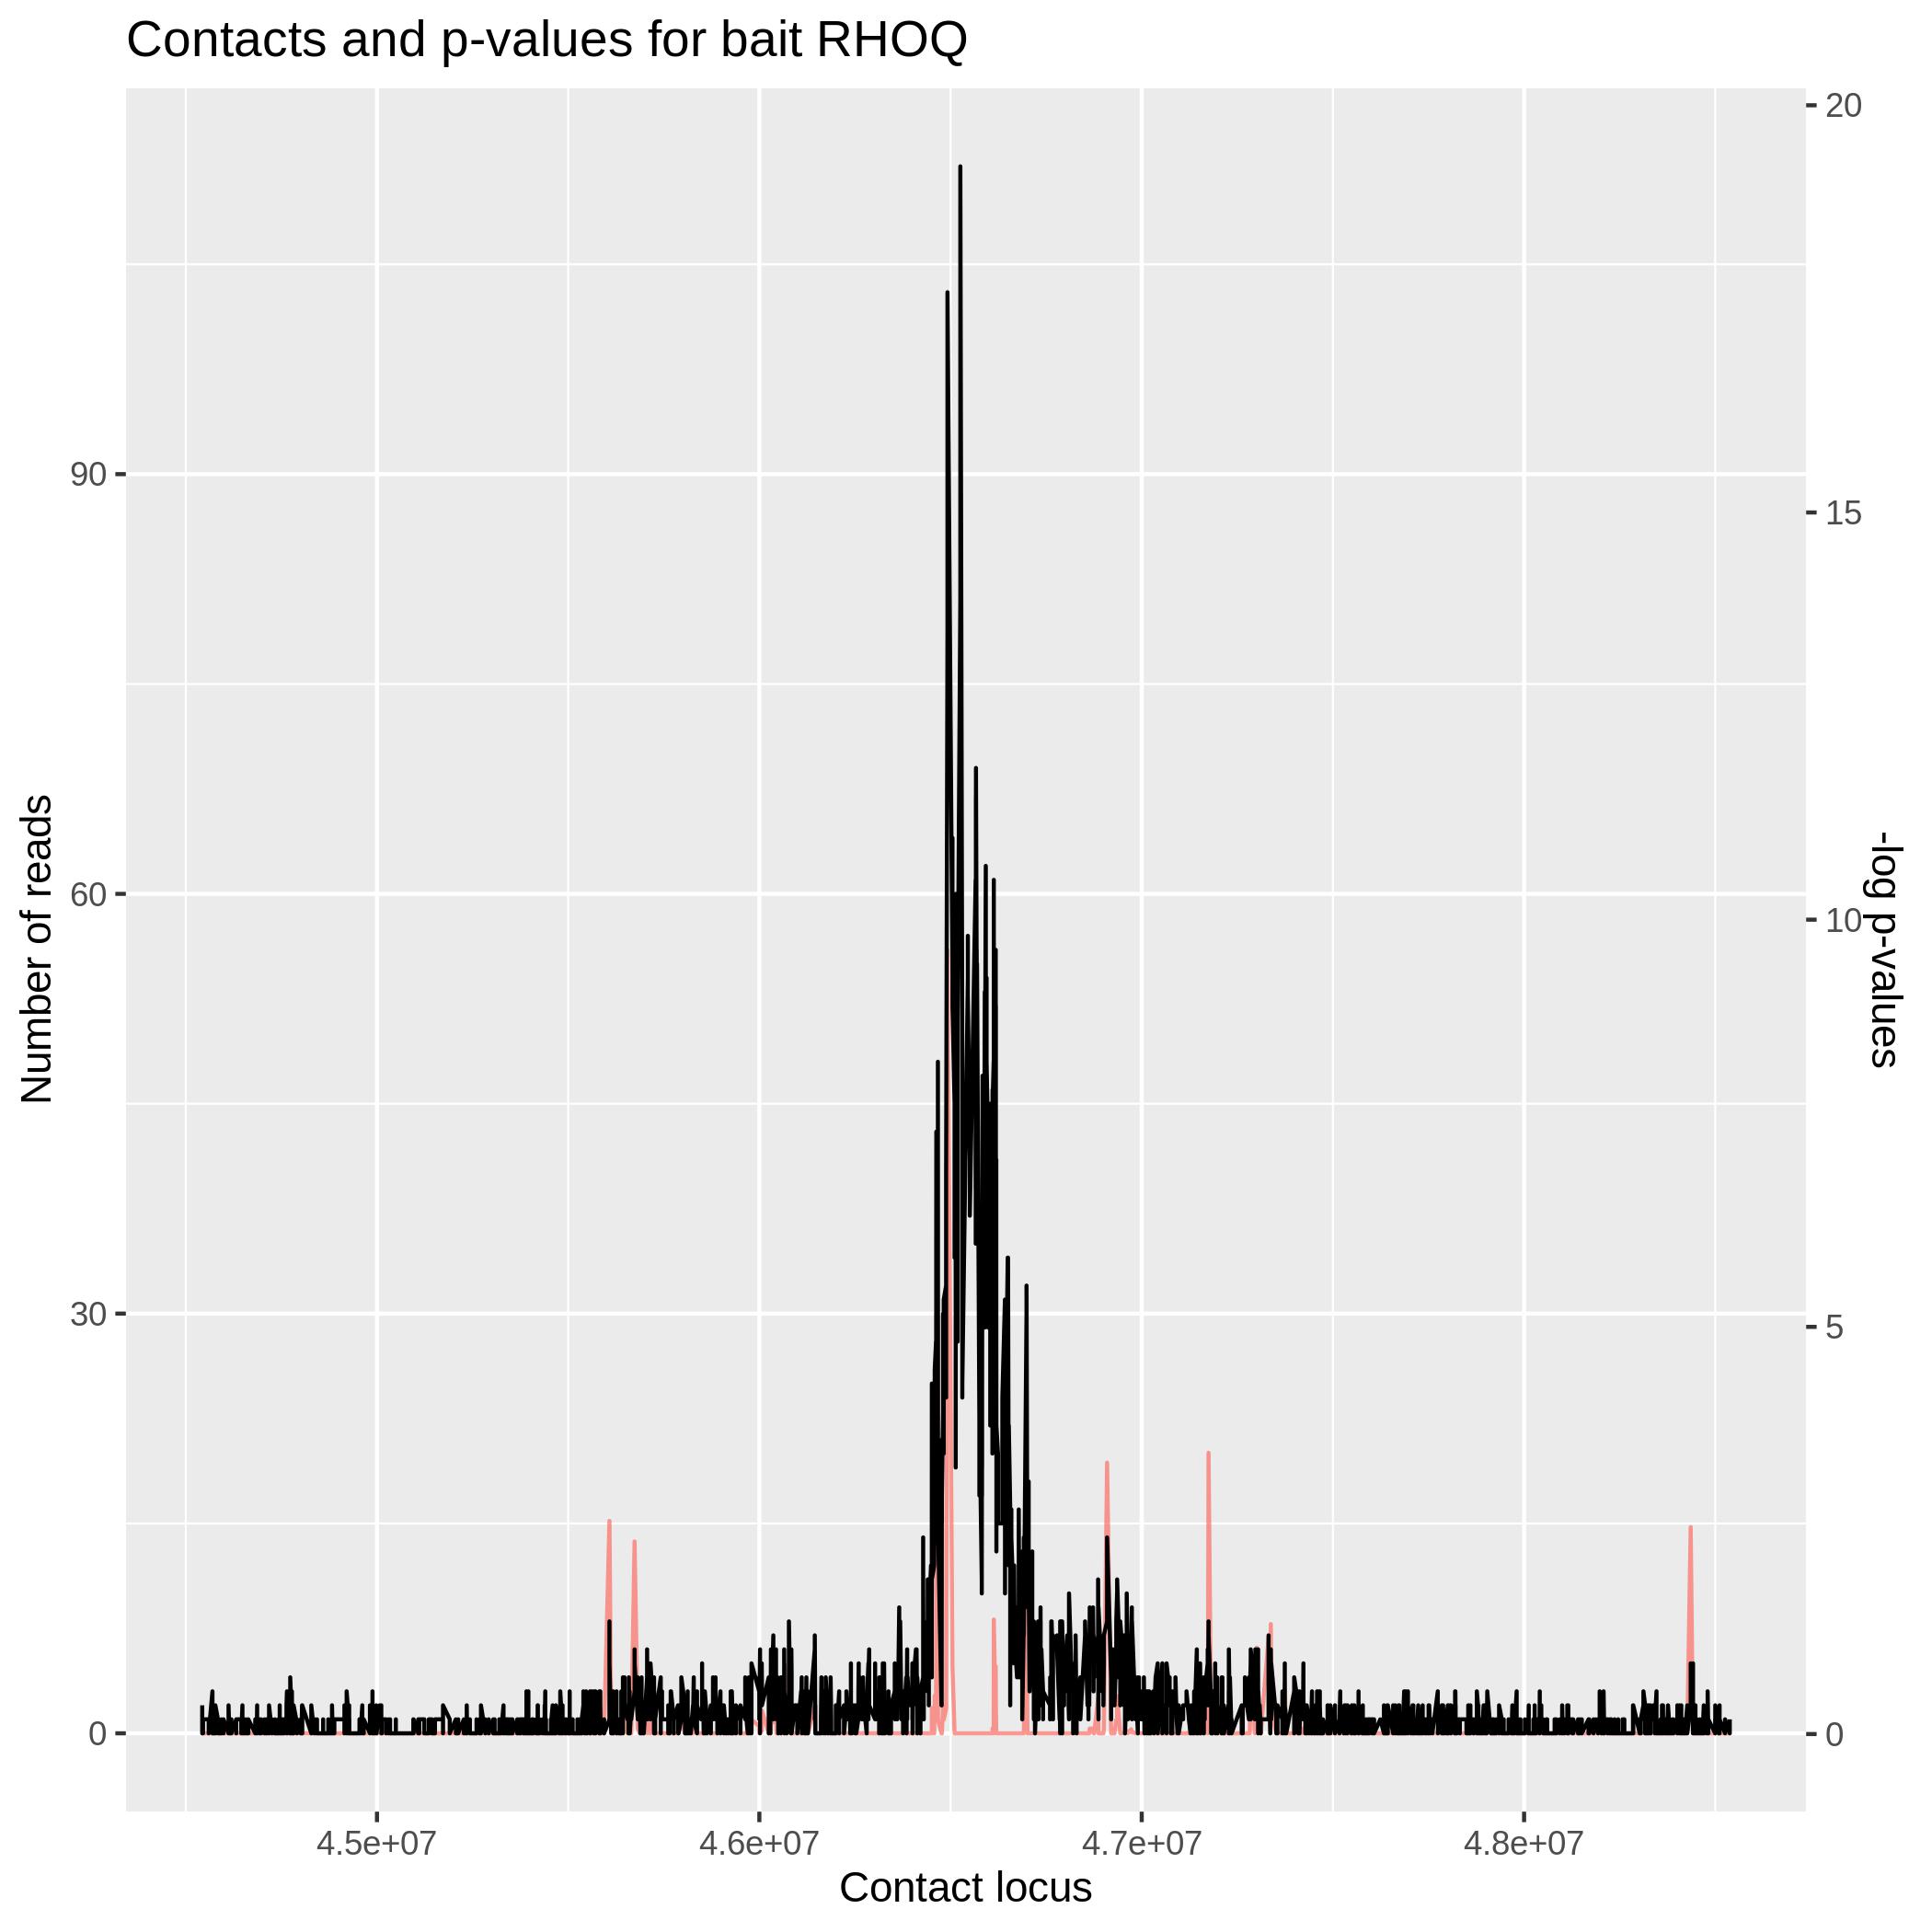 Contacts and p-values for bait RHOQ
Number of reads
90
60
30
0
20
15
10
5
0
-log p-values
4.5e+07 4.6e+07 4.7e+07 4.8e+07
Contact locus